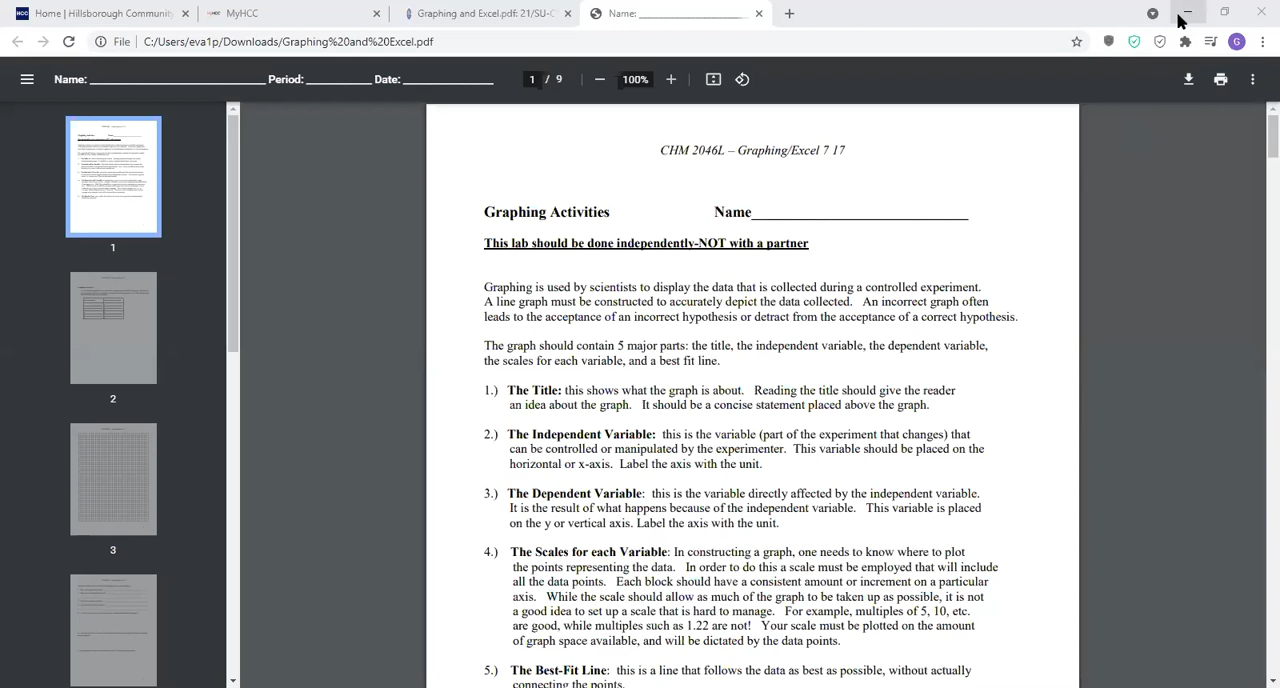 Home | Hillsborough Community
MyHCC
Graphing and Excel.pdf: 21/SU-C
Name: ____________________
File
C:/Users/eva1p/Downloads/Graphing%20and%20Excel.pdf
G
Name: ____________________ Period: _________ Date: ____________
1 / 9
100%
CHM 2046L – Graphing/Excel 7 17
Graphing Activities
Name____________________________
This lab should be done independently-NOT with a partner
Graphing is used by scientists to display the data that is collected during a controlled experiment.
A line graph must be constructed to accurately depict the data collected. An incorrect graph often
leads to the acceptance of an incorrect hypothesis or detract from the acceptance of a correct hypothesis.
The graph should contain 5 major parts: the title, the independent variable, the dependent variable,
the scales for each variable, and a best fit line.
1.) The Title: this shows what the graph is about. Reading the title should give the reader
an idea about the graph. It should be a concise statement placed above the graph.
2.) The Independent Variable: this is the variable (part of the experiment that changes) that
can be controlled or manipulated by the experimenter. This variable should be placed on the
horizontal or x-axis. Label the axis with the unit.
3.) The Dependent Variable: this is the variable directly affected by the independent variable.
It is the result of what happens because of the independent variable. This variable is placed
on the y or vertical axis. Label the axis with the unit.
4.) The Scales for each Variable: In constructing a graph, one needs to know where to plot
the points representing the data. In order to do this a scale must be employed that will include
all the data points. Each block should have a consistent amount or increment on a particular
axis. While the scale should allow as much of the graph to be taken up as possible, it is not
a good idea to set up a scale that is hard to manage. For example, multiples of 5, 10, etc.
are good, while multiples such as 1.22 are not! Your scale must be plotted on the amount
of graph space available, and will be dictated by the data points.
5.) The Best-Fit Line: this is a line that follows the data as best as possible, without actually
connecting the points.
1
2
3